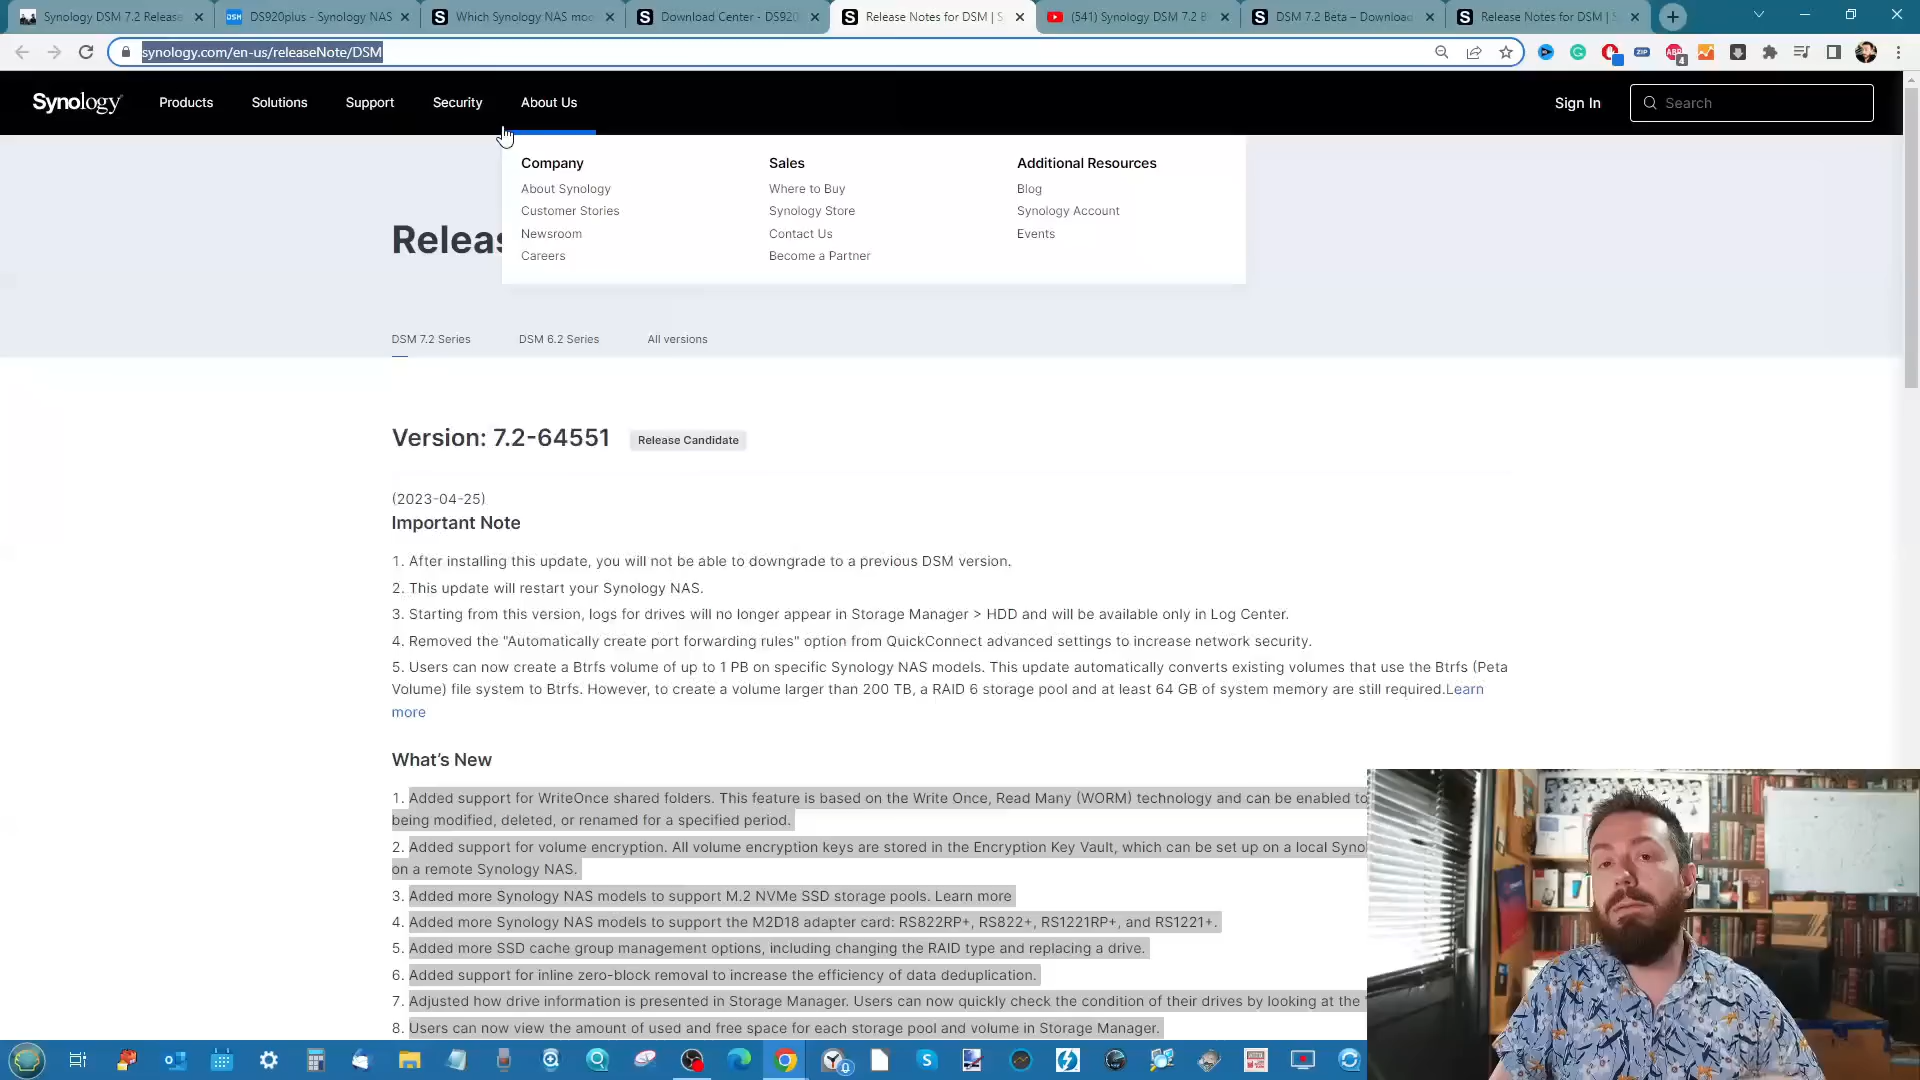 Synology DSM 7.2 Release
DS920plus - Synology NAS
Which Synology NAS mo
Download Center - DS920
Release Notes for DSM | S
(541) Synology DSM 7.2 B
DSM 7.2 Beta – Download
Release Notes for DSM |
synology.com/en-us/releaseNote/DSM
Synology
Products
Solutions
Support
Security
About Us
Sign In
Search
Company
Sales
Additional Resources
About Synology
Where to Buy
Blog
Customer Stories
Synology Store
Synology Account
Newsroom
Contact Us
Events
Careers
Become a Partner
Releas
DSM 7.2 Series
DSM 6.2 Series
All versions
Version: 7.2-64551
Release Candidate
(2023-04-25)
Important Note
1. After installing this update, you will not be able to downgrade to a previous DSM version.
2. This update will restart your Synology NAS.
3. Starting from this version, logs for drives will no longer appear in Storage Manager > HDD and will be available only in Log Center.
4. Removed the "Automatically create port forwarding rules" option from QuickConnect advanced settings to increase network security.
5. Users can now create a Btrfs volume of up to 1 PB on specific Synology NAS models. This update automatically converts existing volumes that use the Btrfs (Peta
Volume) file system to Btrfs. However, to create a volume larger than 200 TB, a RAID 6 storage pool and at least 64 GB of system memory are still required.Learn
more
What's New
1. Added support for WriteOnce shared folders. This feature is based on the Write Once, Read Many (WORM) technology and can be enabled to
being modified, deleted, or renamed for a specified period.
2. Added support for volume encryption. All volume encryption keys are stored in the Encryption Key Vault, which can be set up on a local Syno
on a remote Synology NAS.
3. Added more Synology NAS models to support M.2 NVMe SSD storage pools. Learn more
4. Added more Synology NAS models to support the M2D18 adapter card: RS822RP+, RS822+, RS1221RP+, and RS1221+.
5. Added more SSD cache group management options, including changing the RAID type and replacing a drive.
6. Added support for inline zero-block removal to increase the efficiency of data deduplication.
7. Adjusted how drive information is presented in Storage Manager. Users can now quickly check the condition of their drives by looking at the
8. Users can now view the amount of used and free space for each storage pool and volume in Storage Manager.